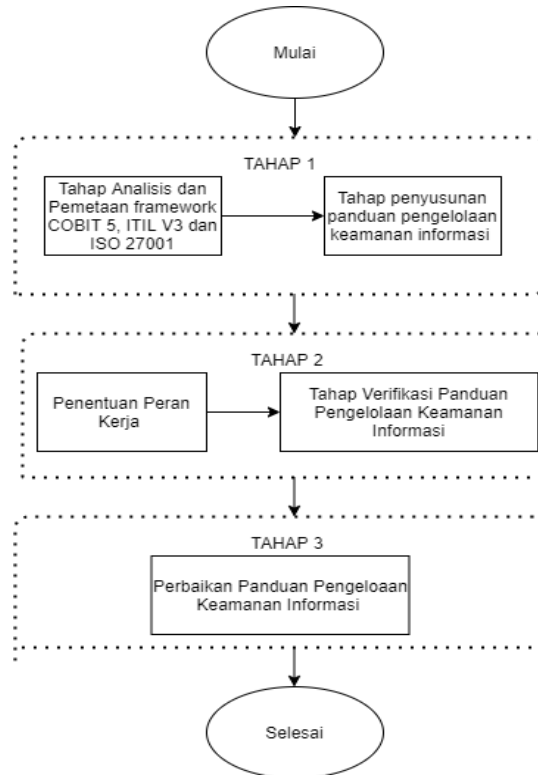 Mulai
TAHAP 1
Tahap Analisis dan
Pemetaan framework
COBIT 5, ITIL V3 dan
ISO 27001
Tahap penyusunan
panduan pengelolaan
keamanan informasi
TAHAP 2
Penentuan Peran
Kerja
Tahap Verifikasi Panduan
Pengelolaan Keamanan
Informasi
TAHAP 3
Perbaikan Panduan Pengeloaan
Keamanan Informasi
Selesai